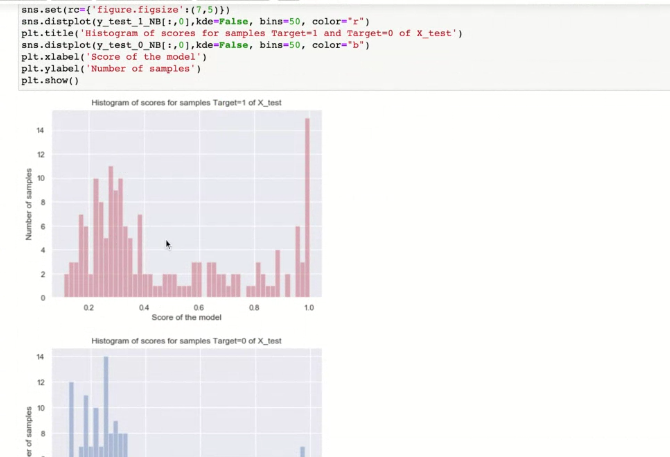 sns.set(rc={'figure.figsize':(7,5)})
sns.distplot(y_test_1_NB[:,0],kde=False, bins=50, color="r")
plt.title('Histogram of scores for samples Target=1 and Target=0 of X_test')
sns.distplot(y_test_0_NB[:,0],kde=False, bins=50, color="b")
plt.xlabel('Score of the model')
plt.ylabel('Number of samples')
plt.show()
Histogram of scores for samples Target=1 of X_test
14
12
10
8
6
4
2
0
Number of samples
0.2 0.4 0.6 0.8 1.0
Score of the model
Histogram of scores for samples Target=0 of X_test
14
12
10
8
of samples